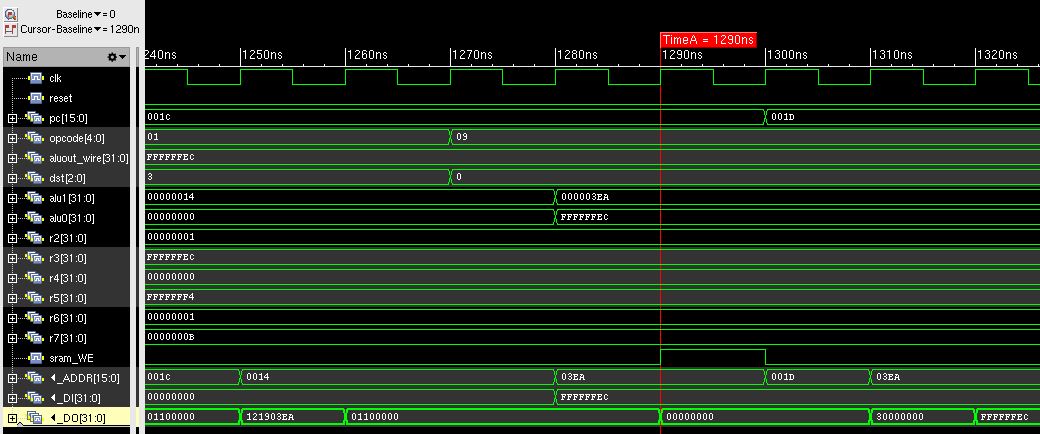 Baseline▼=0
Cursor-Baseline▼=1290n
TimeA = 1290ns
Name
240ns 1250ns 1260ns 1270ns 1280ns 1290ns 1300ns 1310ns 1320ns
clk
reset
pc[15:0] 001C 001D
opcode[4:0] 01 09
aluout_wire[31:0] FFFFFFEC
dst[2:0] 3 0
alu1[31:0] 00000014 000003EA
alu0[31:0] 00000000 FFFFFFEC
r2[31:0] 00000001
r3[31:0] FFFFFFEC
r4[31:0] 00000000
r5[31:0] FFFFFFF4
r6[31:0] 00000001
r7[31:0] 0000000B
sram_WE
_ADDR[15:0] 001C 0014 03EA 001D 03EA
_DI[31:0] 00000000 FFFFFFEC
_DO[31:0] 01100000 121903EA 01100000 00000000 30000000 FFFFFFEC